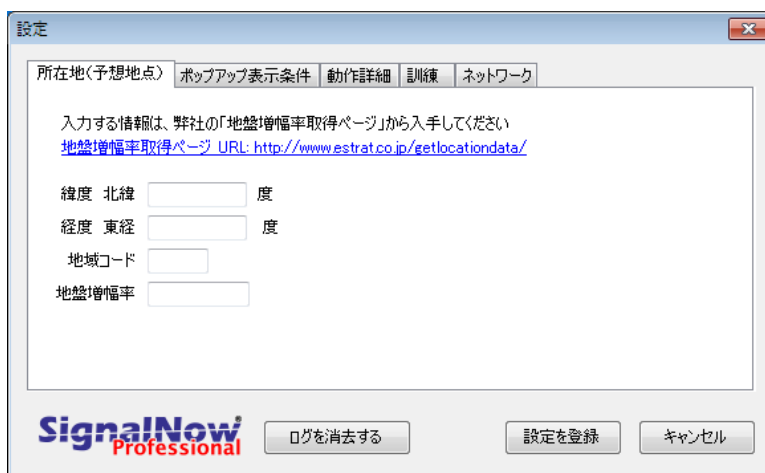 設定
所在地(予想地点) ポップアップ表示条件 動作詳細 訓練 ネットワーク
入力する情報は、弊社の「地盤増幅率取得ページ」から入手してください
地盤増幅率取得ページ URL: http://www.estrat.co.jp/getlocationdata/
緯度 北緯 度
経度 東経 度
地域コード
地盤増幅率
SignalNow®
Professional
ログを消去する 設定を登録 キャンセル